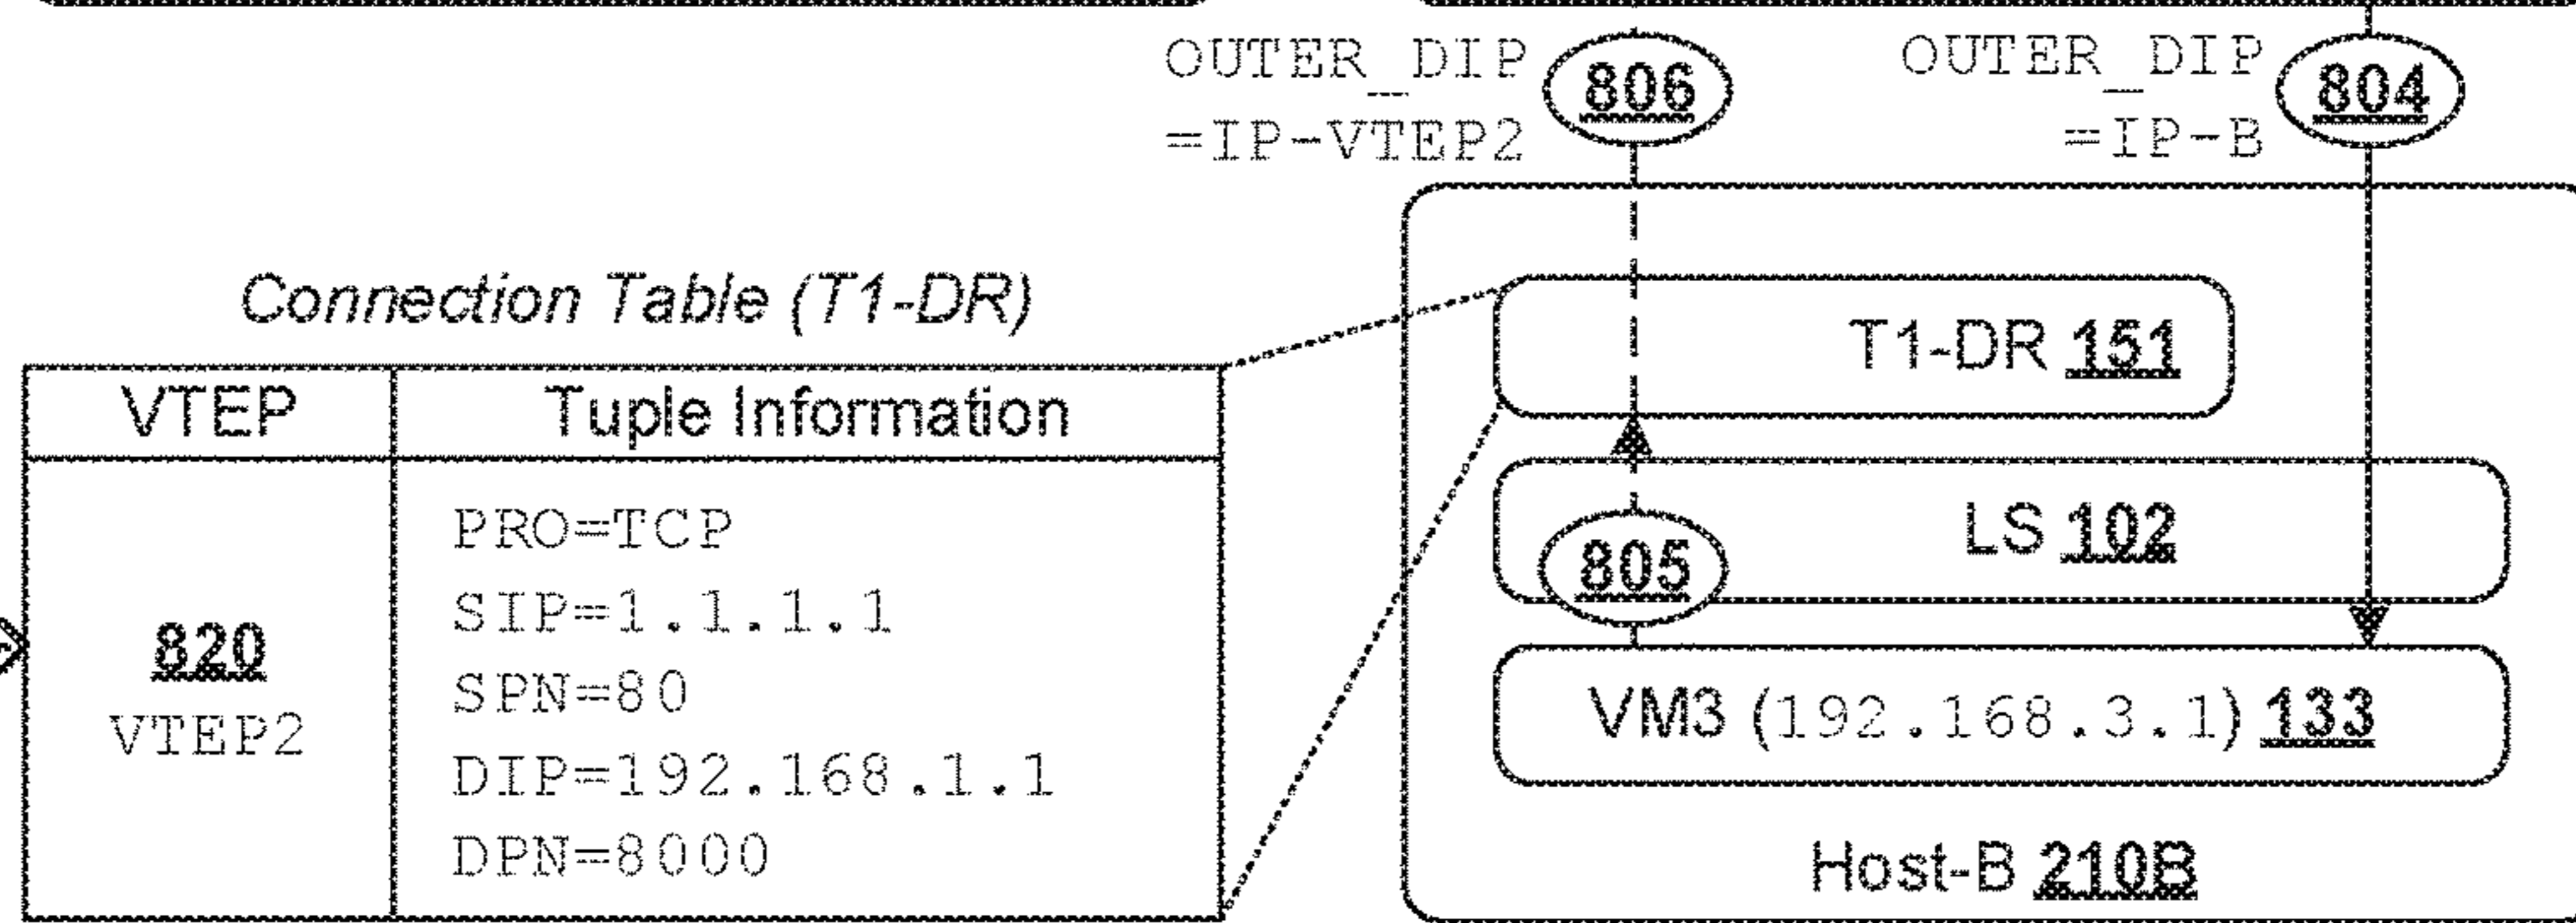 OUTER_DIP
=IP-VTEP2
806
OUTER_DIP
=IP-B
804
Connection Table (T1-DR)
VTEP
Tuple Information
820
VTEP2
PRO=TCP
SIP=1.1.1.1
SPN=80
DIP=192.168.1.1
DPN=8000
T1-DR 151
LS 102
805
VM3 (192.168.3.1) 133
Host-B 210B